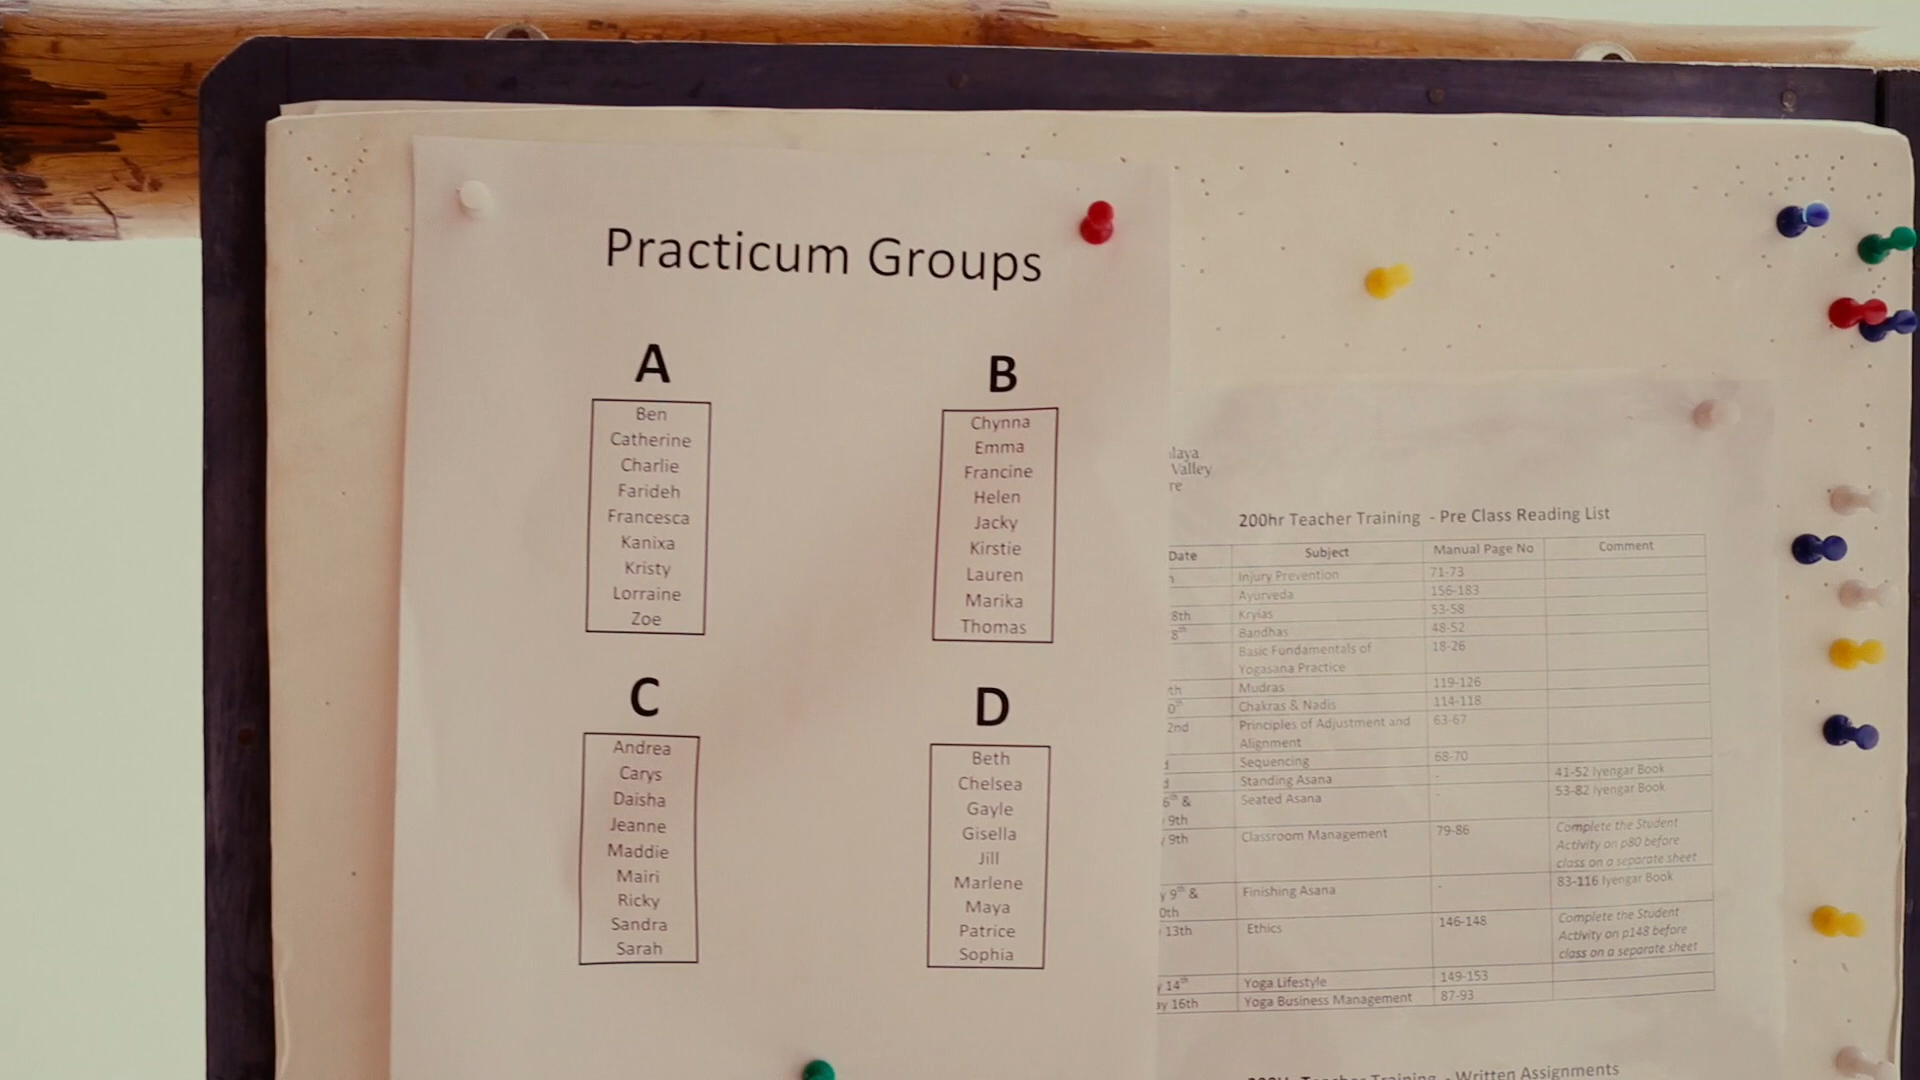 Practicum Groups
A
Ben
Catherine
Charlie
Farideh
Francesca
Kanixa
Kristy
Lorraine
Zoe
B
Chynna
Emma
Francine
Helen
Jacky
Kirstie
Lauren
Marika
Thomas
C
Andrea
Carys
Daisha
Jeanne
Maddie
Mairi
Ricky
Sandra
Sarah
D
Beth
Chelsea
Gayle
Gisella
Jill
Marlene
Maya
Patrice
Sophia
Valley
200hr Teacher Training - Pre Class Reading List
Date Subject Manual Page No Comment
Injury Prevention 71-73
Ayurveda 156-183
8th Kryias 53-58
8th Bandhas 48-52
Basic Fundamentals of 18-26
Yogasana Practice
th Mudras 119-126
0th Chakras & Nadis 114-118
2nd Principles of Adjustment and 63-67
Alignment
Sequencing 68-70
Standing Asana - 41-52 Iyengar Book
6th & Seated Asana - 53-82 Iyengar Book
9th
9th Classroom Management 79-86 Complete the Student
Activity on p80 before
class on a separate sheet
y 9th & Finishing Asana - 83-116 Iyengar Book
0th
13th Ethics 146-148 Complete the Student
Activity on p148 before
class on a separate sheet
y 14th Yoga Lifestyle 149-153
ay 16th Yoga Business Management 87-93
Teacher Training - Written Assignments